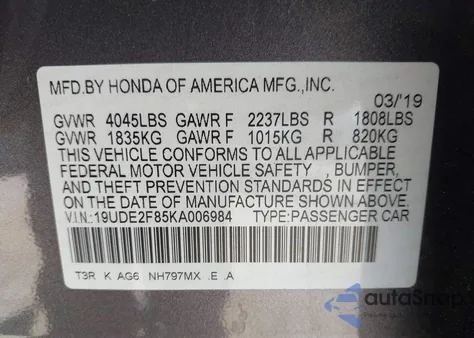 MFD.BY HONDA OF AMERICA MFG.,INC.
03/'19
GVWR 4045LBS GAWR F 2237LBS R 1808LBS
GVWR 1835KG GAWR F 1015KG R 820KG
THIS VEHICLE CONFORMS TO ALL APPLICABLE
FEDERAL MOTOR VEHICLE SAFETY , BUMPER,
AND THEFT PREVENTION STANDARDS IN EFFECT
ON THE DATE OF MANUFACTURE SHOWN ABOVE.
V.I.N.:19UDE2F85KA006984 TYPE:PASSENGER CAR
T3R K AG6 NH797MX .E .A
autoSnap